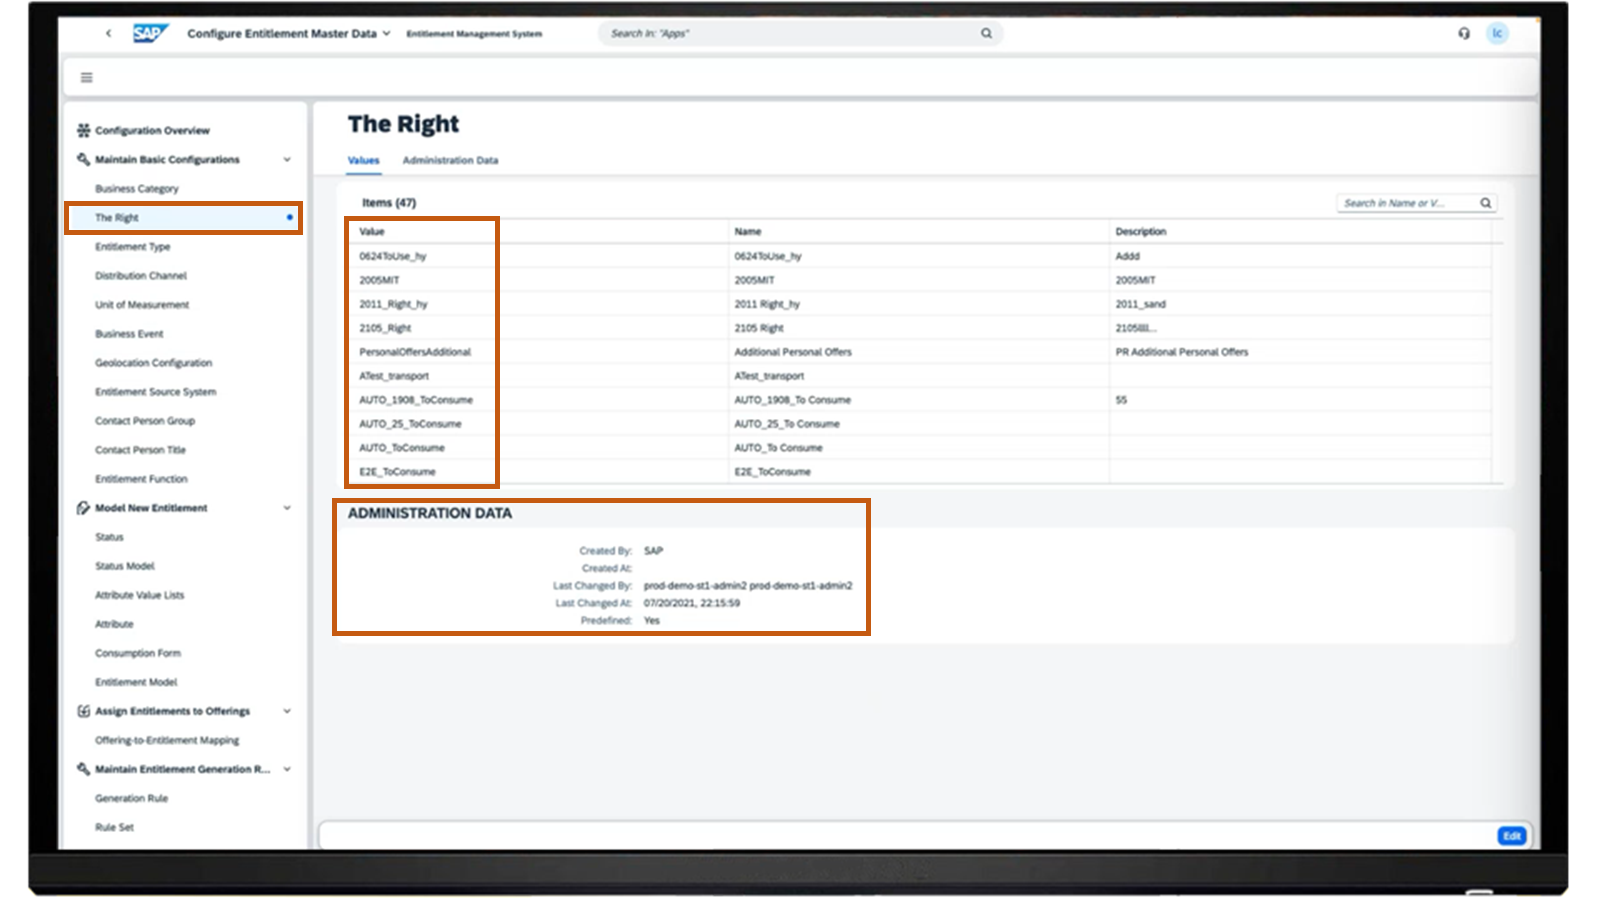 SAP Configure Entitlement Master Data Entitlement Management System Search In: "Apps" lc
Configuration Overview
Maintain Basic Configurations
Business Category
The Right
Entitlement Type
Distribution Channel
Unit of Measurement
Business Event
Geolocation Configuration
Entitlement Source System
Contact Person Group
Contact Person Title
Entitlement Function
Model New Entitlement
Status
Status Model
Attribute Value Lists
Attribute
Consumption Form
Entitlement Model
Assign Entitlements to Offerings
Offering-to-Entitlement Mapping
Maintain Entitlement Generation R...
Generation Rule
Rule Set
The Right
Values Administration Data
Items (47) Search in Name or V...
Value Name Description
0624ToUse_hy 0624ToUse_hy Addd
2005MIT 2005MIT 2005MIT
2011_Right_hy 2011 Right_hy 2011_sand
2105_Right 2105 Right
PersonalOffersAdditional Additional Personal Offers PR Additional Personal Offers
ATest_transport ATest_transport
AUTO_1908_ToConsume AUTO_1908_To Consume 55
AUTO_25_ToConsume AUTO_25_To Consume
AUTO_ToConsume AUTO_To Consume
E2E_ToConsume E2E_ToConsume
ADMINISTRATION DATA
Created By: SAP
Created At:
Last Changed By: prod-demo-st1-admin2 prod-demo-st1-admin2
Last Changed At: 07/20/2021, 22:15:59
Predefined: Yes
Edit